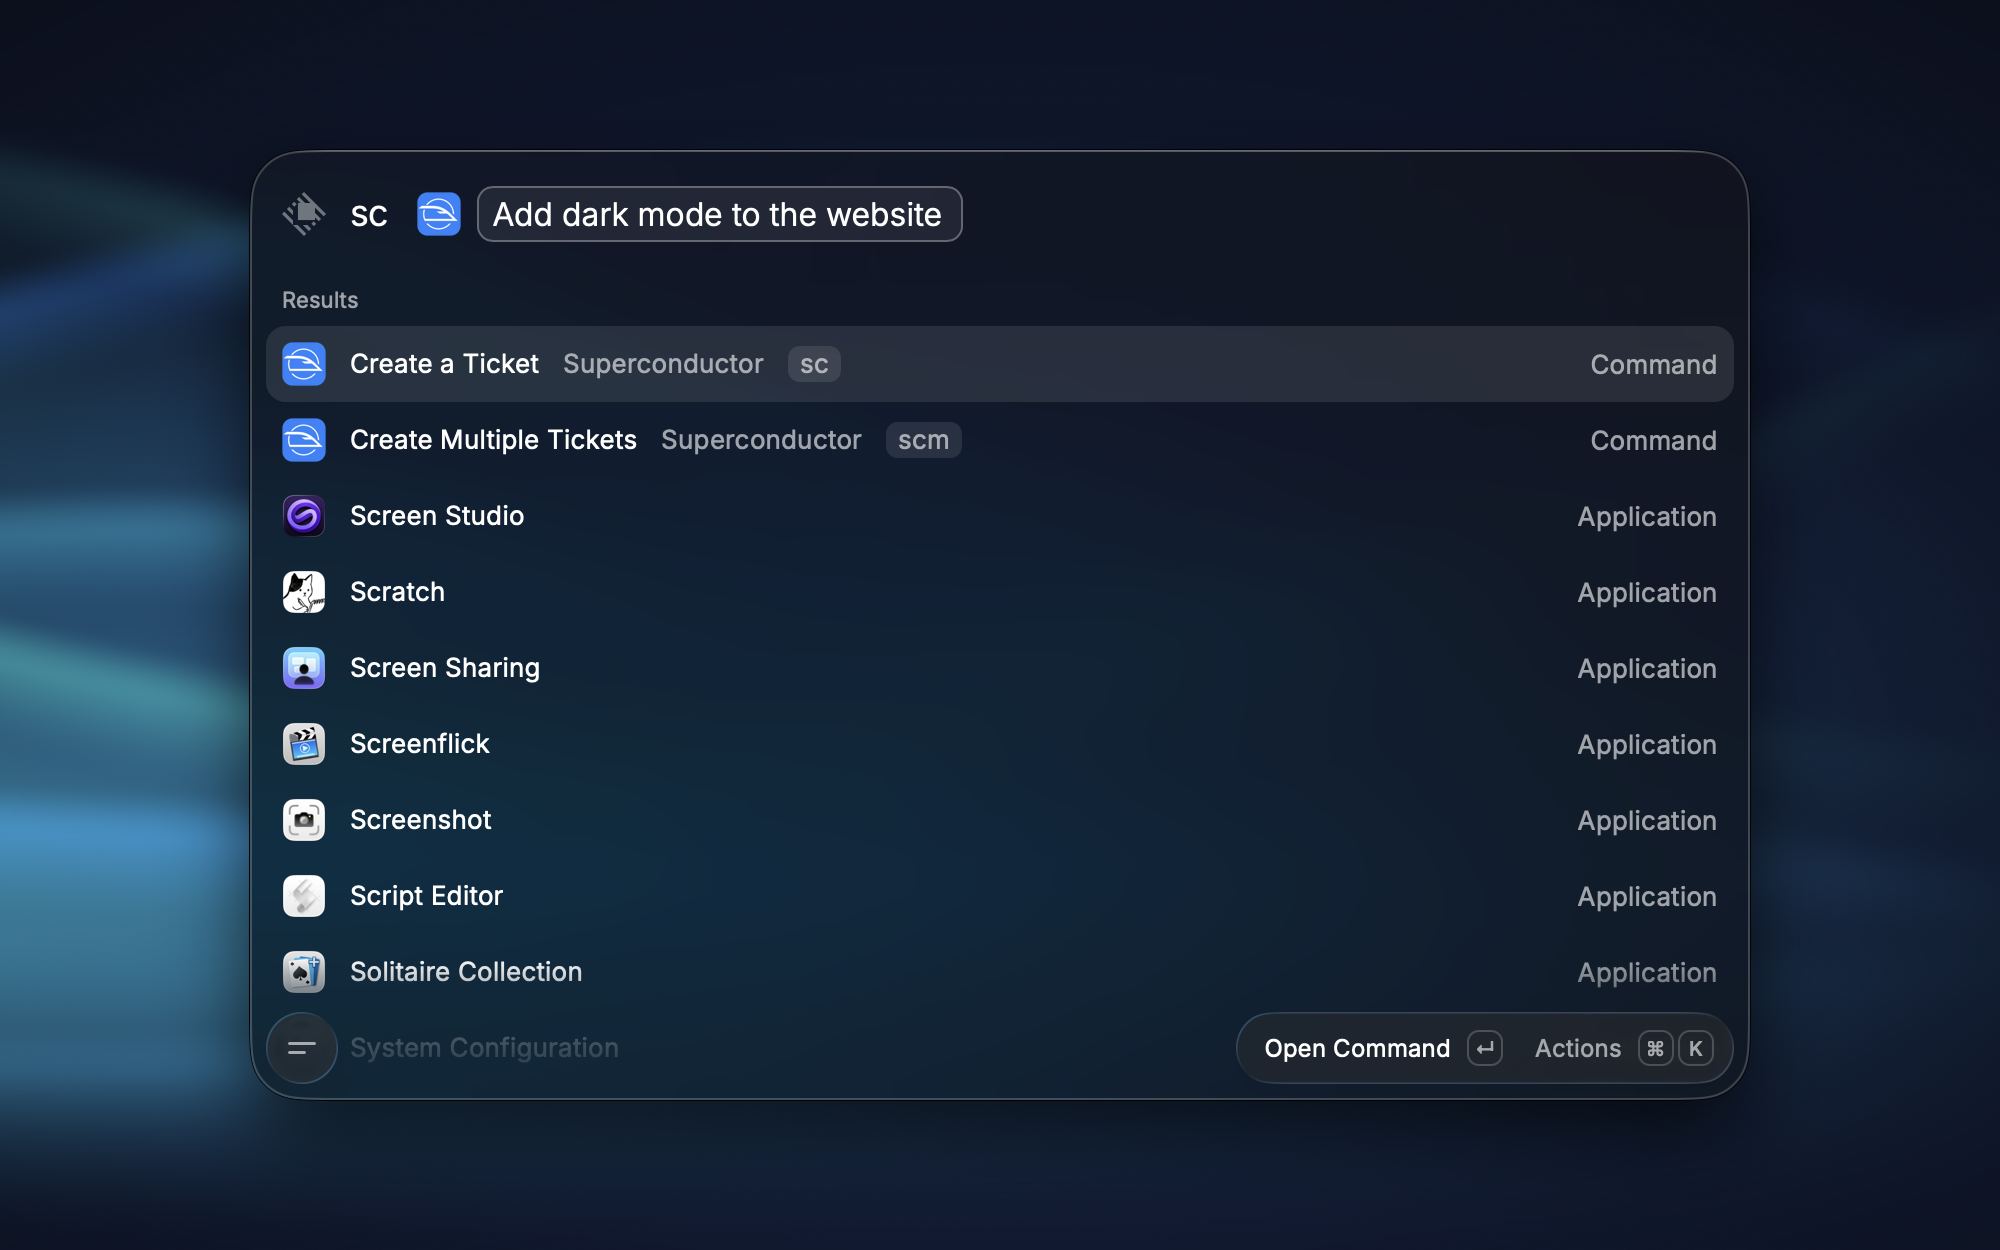 sc Add dark mode to the website
Results
Create a Ticket Superconductor sc Command
Create Multiple Tickets Superconductor scm Command
Screen Studio Application
Scratch Application
Screen Sharing Application
Screenflick Application
Screenshot Application
Script Editor Application
Solitaire Collection Application
System Configuration Open Command ↵ Actions ⌘ K